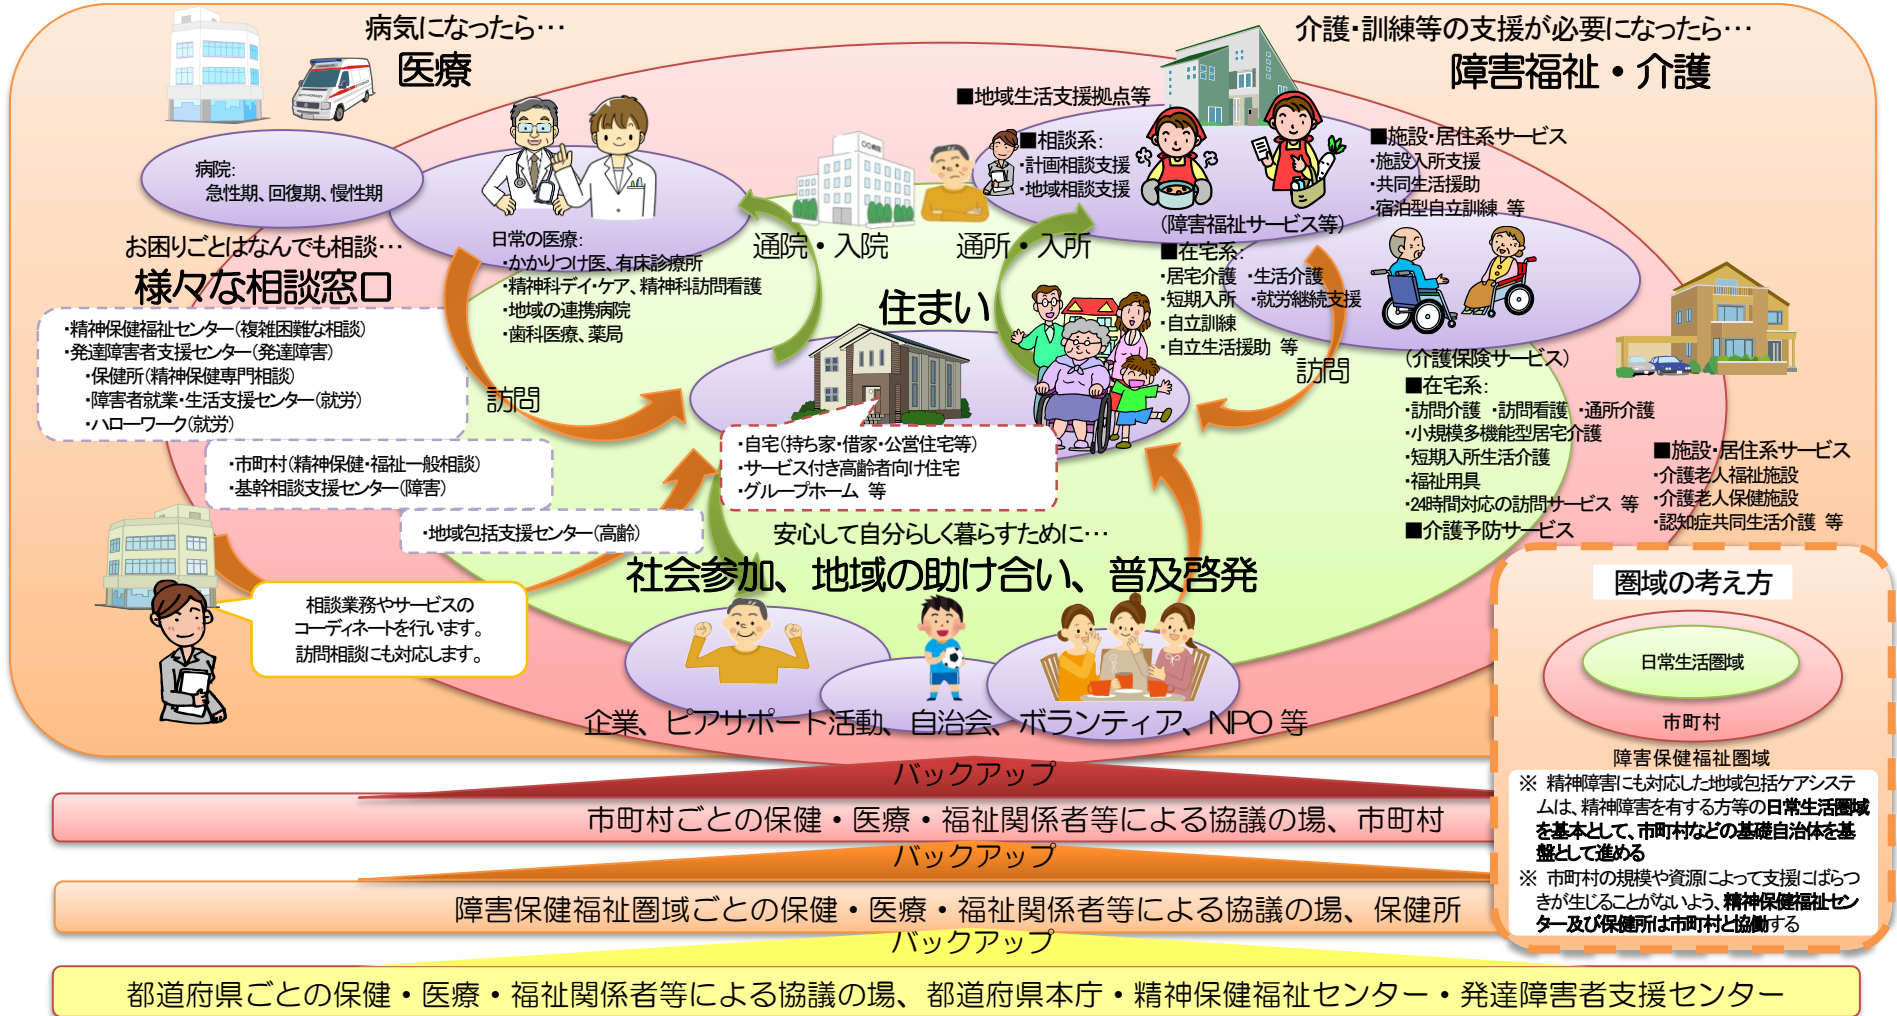 病気になったら…
医療
介護・訓練等の支援が必要になったら…
障害福祉・介護
病院:
急性期、回復期、慢性期
日常の医療:
・かかりつけ医、有床診療所
・精神科デイ・ケア、精神科訪問看護
・地域の連携病院
・歯科医療、薬局
〇〇病院
通院・入院
通所・入所
■地域生活支援拠点等
■相談系:
・計画相談支援
・地域相談支援
(障害福祉サービス等)
■在宅系:
・居宅介護 ・生活介護
・短期入所 ・就労継続支援
・自立訓練
・自立生活援助 等
■施設・居住系サービス
・施設入所支援
・共同生活援助
・宿泊型自立訓練 等
お困りごとはなんでも相談…
様々な相談窓口
・精神保健福祉センター(複雑困難な相談)
・発達障害者支援センター(発達障害)
・保健所(精神保健専門相談)
・障害者就業・生活支援センター(就労)
・ハローワーク(就労)
・市町村(精神保健・福祉一般相談)
・基幹相談支援センター(障害)
・地域包括支援センター(高齢)
訪問
住まい
・自宅(持ち家・借家・公営住宅等)
・サービス付き高齢者向け住宅
・グループホーム 等
訪問
(介護保険サービス)
■在宅系:
・訪問介護 ・訪問看護 ・通所介護
・小規模多機能型居宅介護
・短期入所生活介護
・福祉用具
・24時間対応の訪問サービス 等
■介護予防サービス
■施設・居住系サービス
・介護老人福祉施設
・介護老人保健施設
・認知症共同生活介護 等
安心して自分らしく暮らすために…
社会参加、地域の助け合い、普及啓発
相談業務やサービスの
コーディネートを行います。
訪問相談にも対応します。
企業、ピアサポート活動、自治会、ボランティア、NPO 等
バックアップ
市町村ごとの保健・医療・福祉関係者等による協議の場、市町村
バックアップ
障害保健福祉圏域ごとの保健・医療・福祉関係者等による協議の場、保健所
バックアップ
都道府県ごとの保健・医療・福祉関係者等による協議の場、都道府県本庁・精神保健福祉センター・発達障害者支援センター
圏域の考え方
日常生活圏域
市町村
障害保健福祉圏域
※ 精神障害にも対応した地域包括ケアシステ
ムは、精神障害を有する方等の日常生活圏域
を基本として、市町村などの基礎自治体を基
盤として進める
※ 市町村の規模や資源によって支援にばらつ
きが生じることがないよう、精神保健福祉セン
ター及び保健所は市町村と協働する